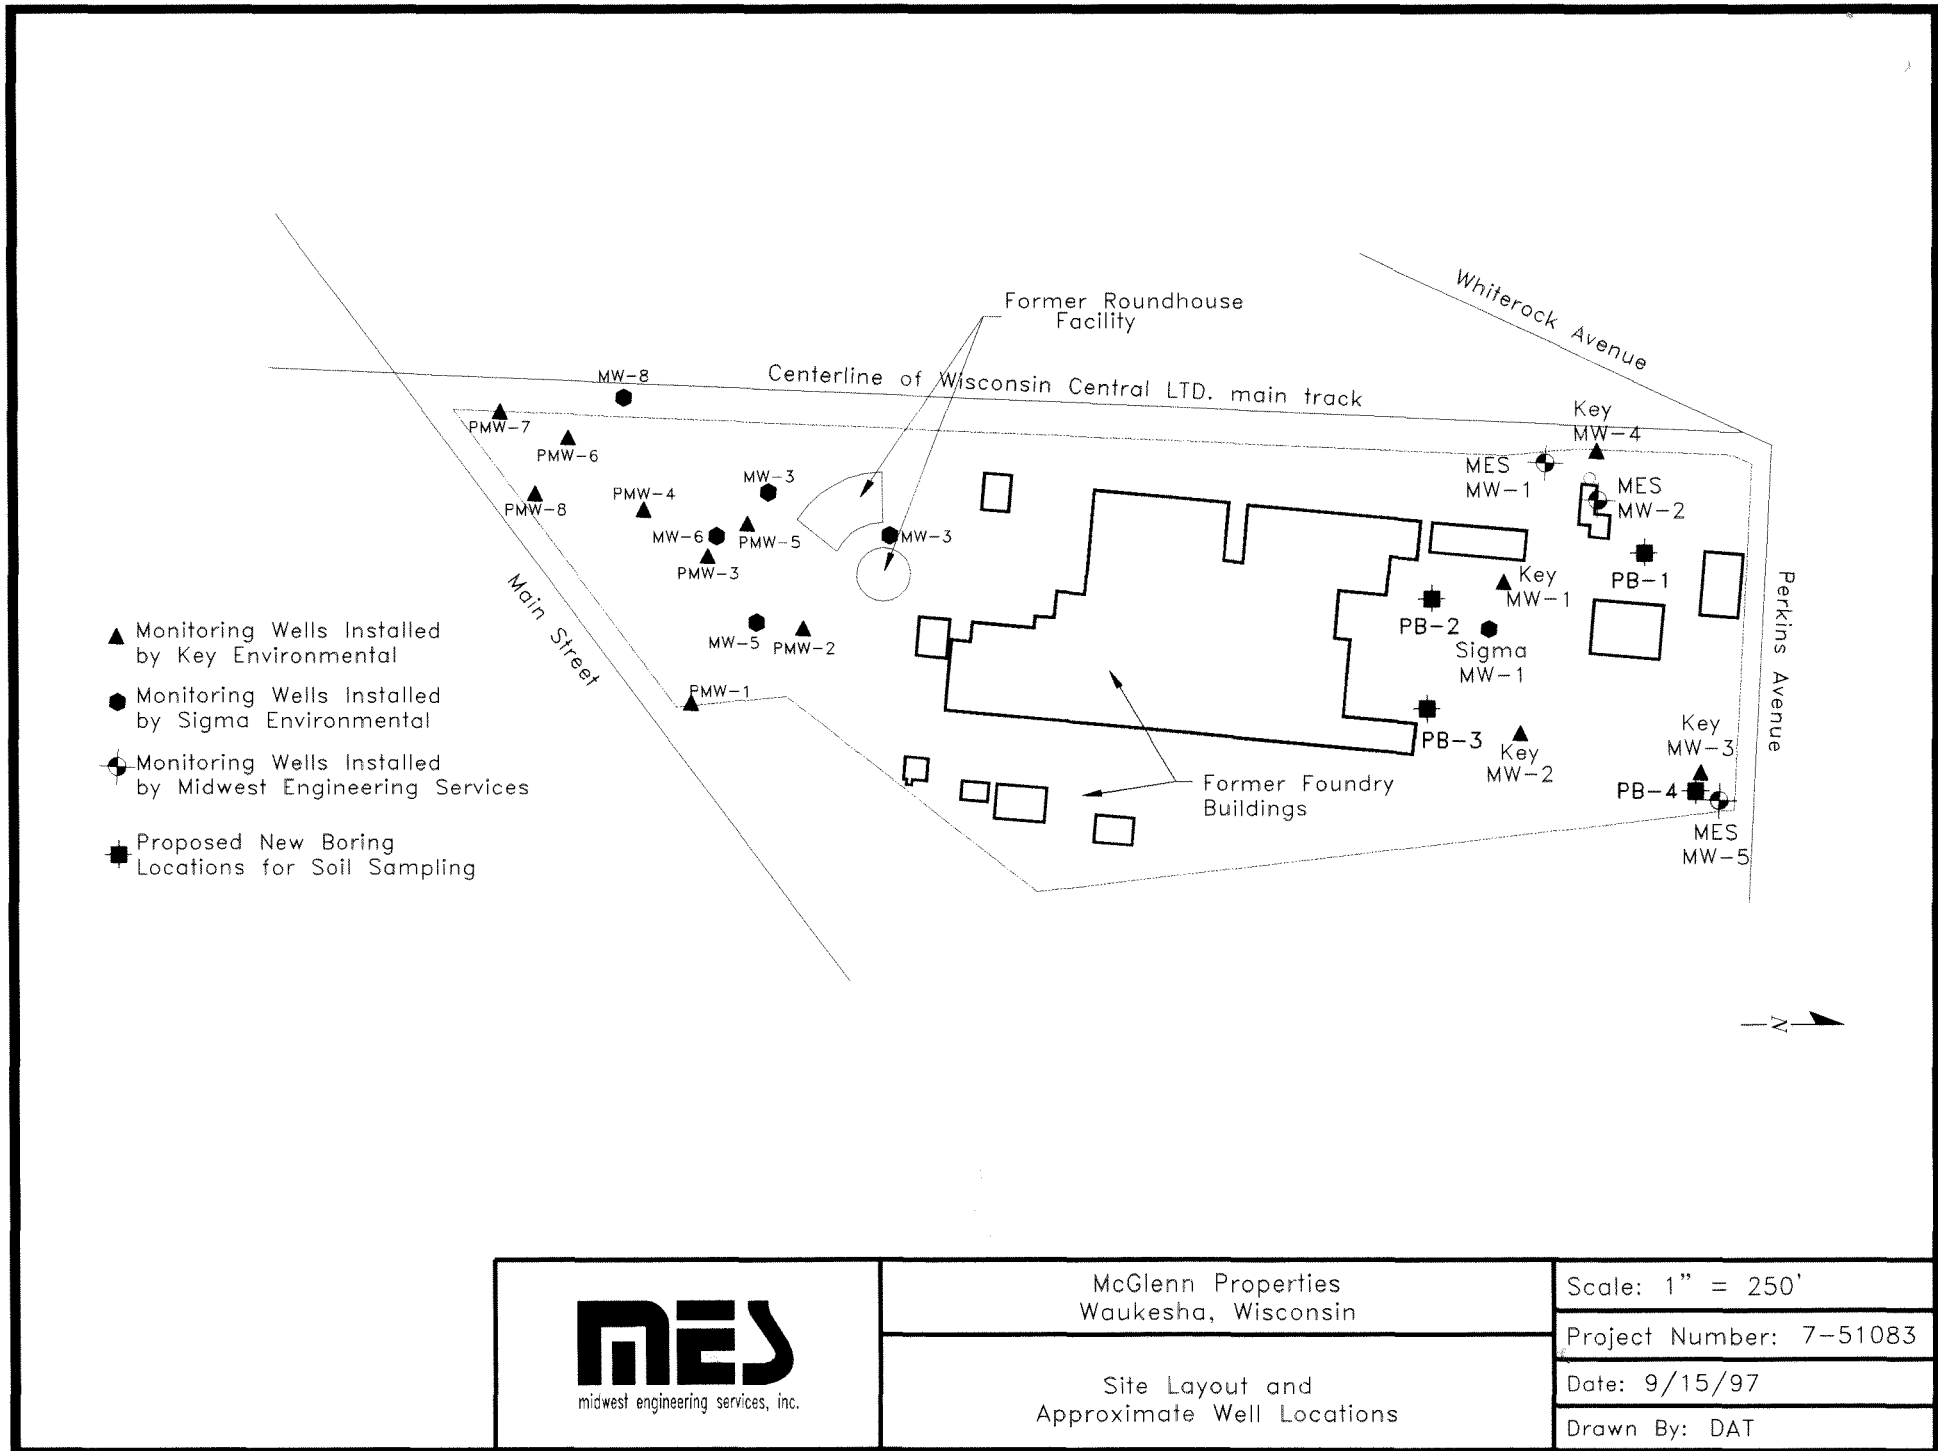 Whiterock Avenue
Former Roundhouse
Facility
Centerline of Wisconsin Central LTD. main track
MW-8
PMW-7
PMW-6
PMW-8
PMW-4
MW-3
MW-6
PMW-5
PMW-3
MW-3
MW-5
PMW-2
PMW-1
Main Street
Key
MW-4
MES
MW-1
MES
MW-2
PB-1
Key
MW-1
PB-2
Sigma
MW-1
PB-3
Key
MW-2
Key
MW-3
PB-4
MES
MW-5
Perkins Avenue
Former Foundry
Buildings
Monitoring Wells Installed
by Key Environmental
Monitoring Wells Installed
by Sigma Environmental
Monitoring Wells Installed
by Midwest Engineering Services
Proposed New Boring
Locations for Soil Sampling
N
MES
midwest engineering services, inc.
McGlenn Properties
Waukesha, Wisconsin
Site Layout and
Approximate Well Locations
Scale: 1" = 250'
Project Number: 7-51083
Date: 9/15/97
Drawn By: DAT